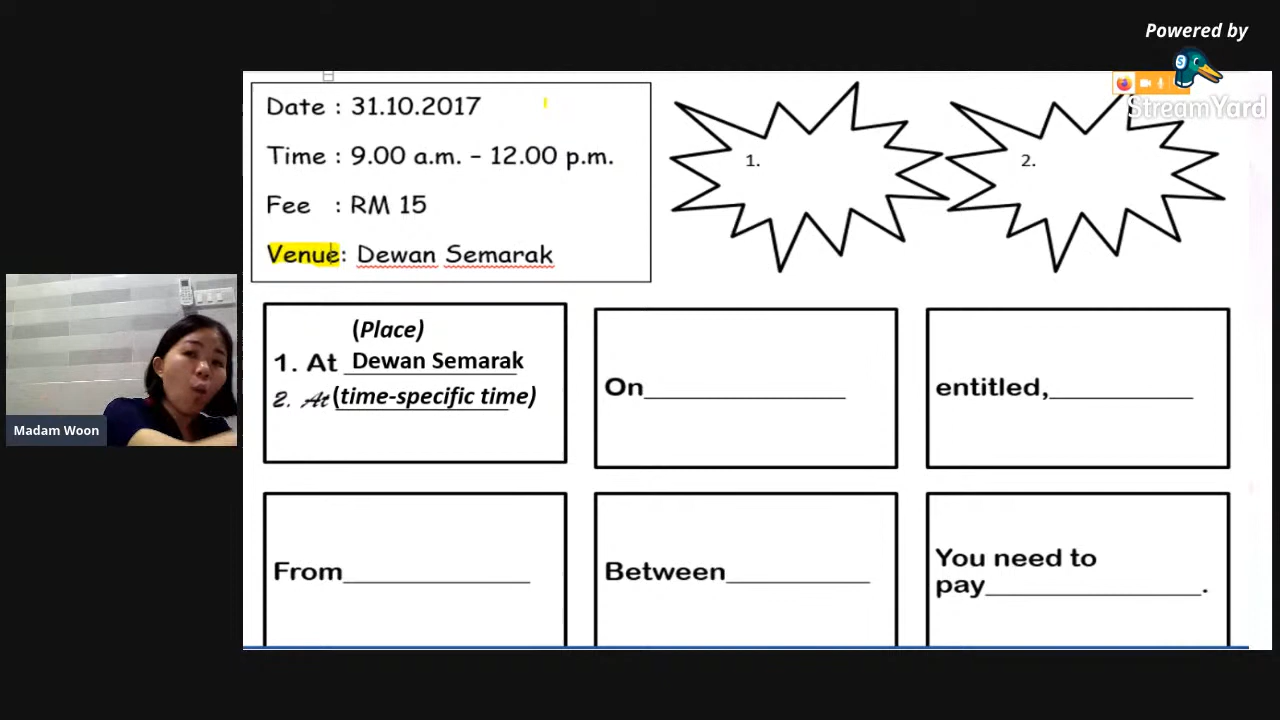 Powered by
StreamYard
Date : 31.10.2017
Time : 9.00 a.m. – 12.00 p.m.
Fee : RM 15
Venue: Dewan Semarak
1.
2.
(Place)
1. At Dewan Semarak
2. At (time-specific time)
On
entitled,
From
Between
You need to
pay .
Madam Woon